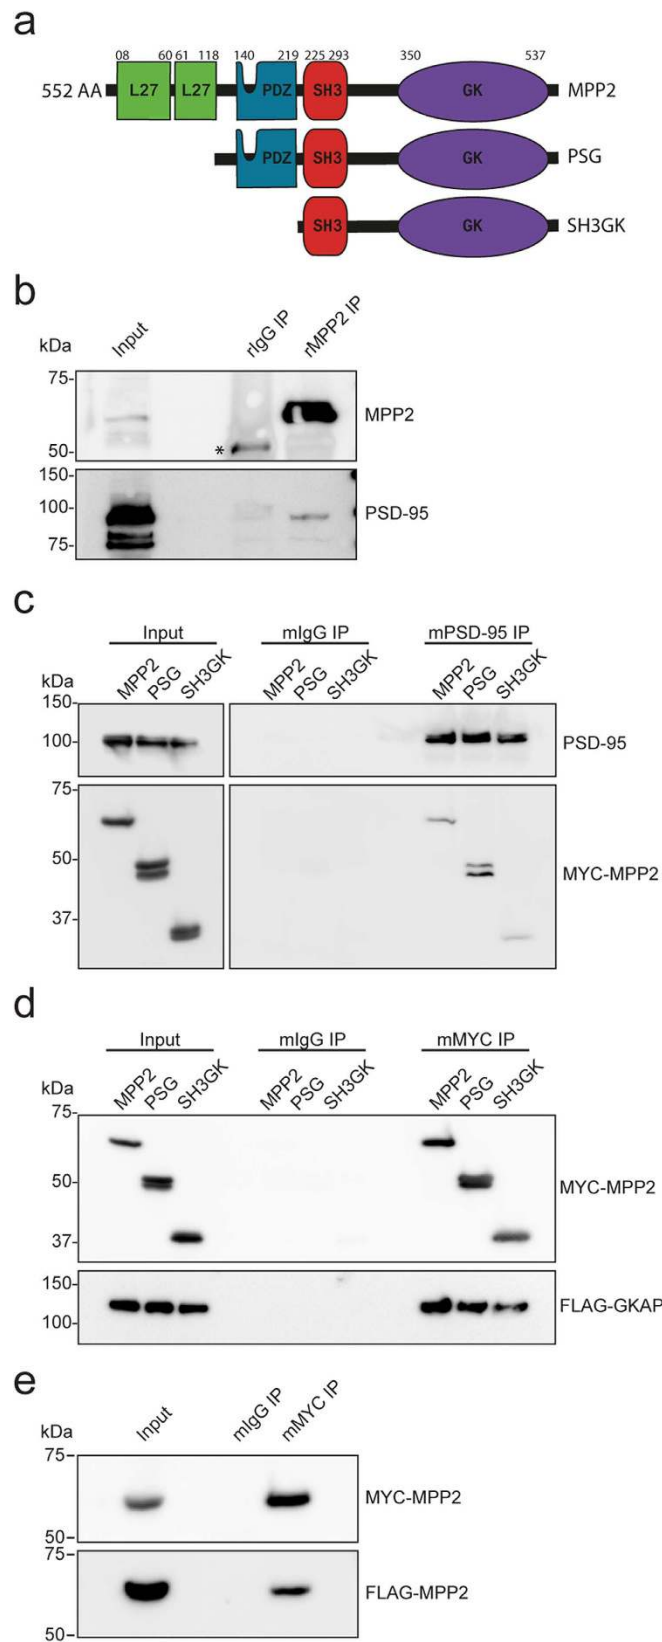 a
08 60 61 118 140 219 225 293 350 537
552 AA L27 L27 PDZ SH3 GK MPP2
PDZ SH3 GK PSG
SH3 GK SH3GK
b
kDa Input rIgG IP rMPP2 IP
75-
MPP2
50- *
150-
100- PSD-95
75-
c
Input mIgG IP mPSD-95 IP
kDa MPP2 PSG SH3GK MPP2 PSG SH3GK MPP2 PSG SH3GK
150-
100- PSD-95
75-
50- MYC-MPP2
37-
d
Input mIgG IP mMYC IP
kDa MPP2 PSG SH3GK MPP2 PSG SH3GK MPP2 PSG SH3GK
75-
50- MYC-MPP2
37-
150-
FLAG-GKAP
100-
e
kDa Input mIgG IP mMYC IP
75-
MYC-MPP2
50-
75-
FLAG-MPP2
50-